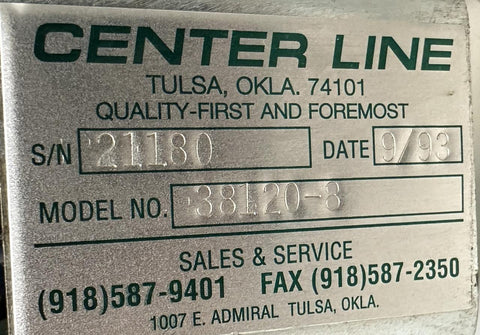 CENTER LINE
TULSA, OKLA. 74101
QUALITY-FIRST AND FOREMOST
S/N 21180 DATE 9/93
MODEL NO. 38120-8
SALES & SERVICE
(918)587-9401 FAX (918)587-2350
1007 E. ADMIRAL TULSA, OKLA.